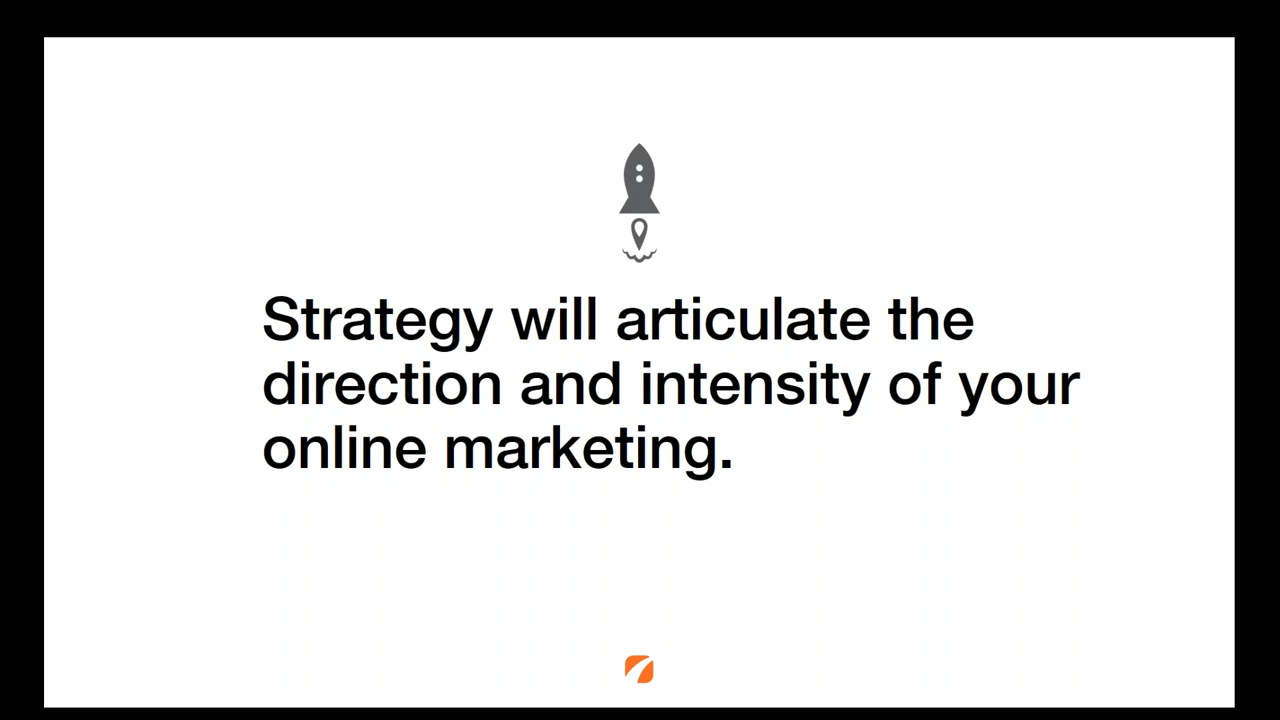 Strategy will articulate the
direction and intensity of your
online marketing.